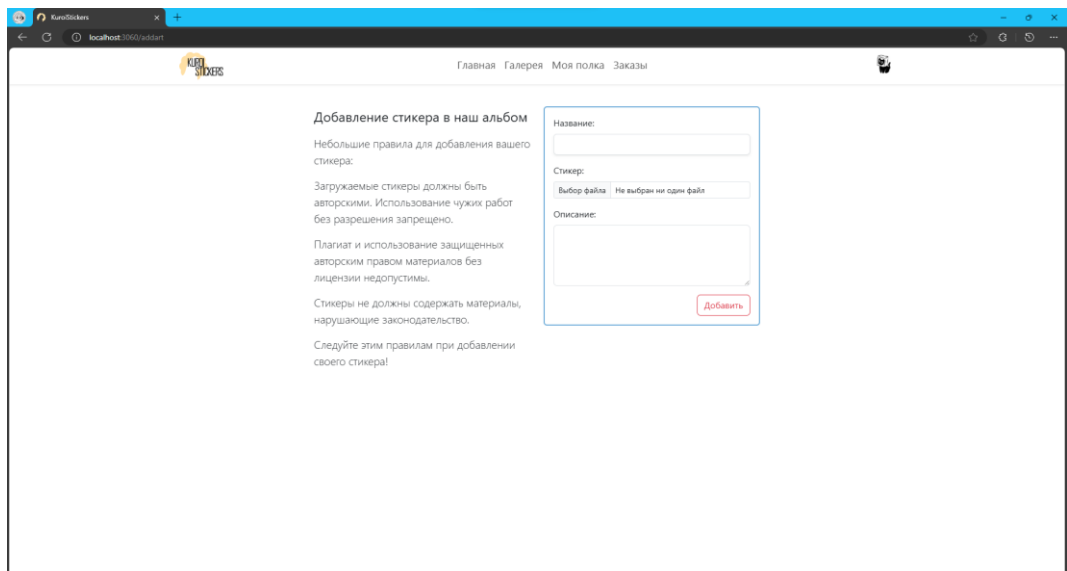 KuroStickers
localhost:3060/addart
KURO
STICKERS
Главная Галерея Моя полка Заказы
Добавление стикера в наш альбом
Небольшие правила для добавления вашего
стикера:
Загружаемые стикеры должны быть
авторскими. Использование чужих работ
без разрешения запрещено.
Плагиат и использование защищенных
авторским правом материалов без
лицензии недопустимы.
Стикеры не должны содержать материалы,
нарушающие законодательство.
Следуйте этим правилам при добавлении
своего стикера!
Название:
Стикер:
Выбор файла Не выбран ни один файл
Описание:
Добавить